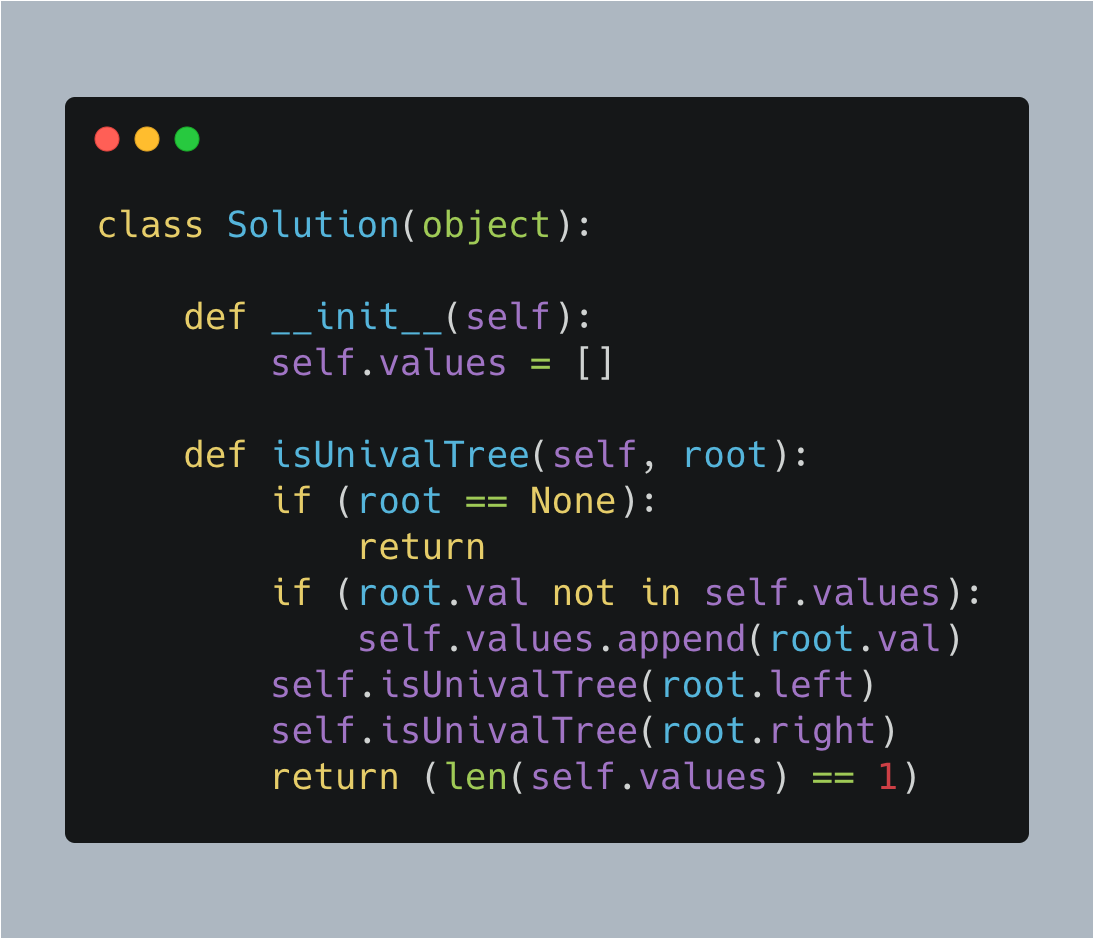 class Solution(object):
    def __init__(self):
        self.values = []
    def isUnivalTree(self, root):
        if (root == None):
            return
        if (root.val not in self.values):
            self.values.append(root.val)
        self.isUnivalTree(root.left)
        self.isUnivalTree(root.right)
        return (len(self.values) == 1)